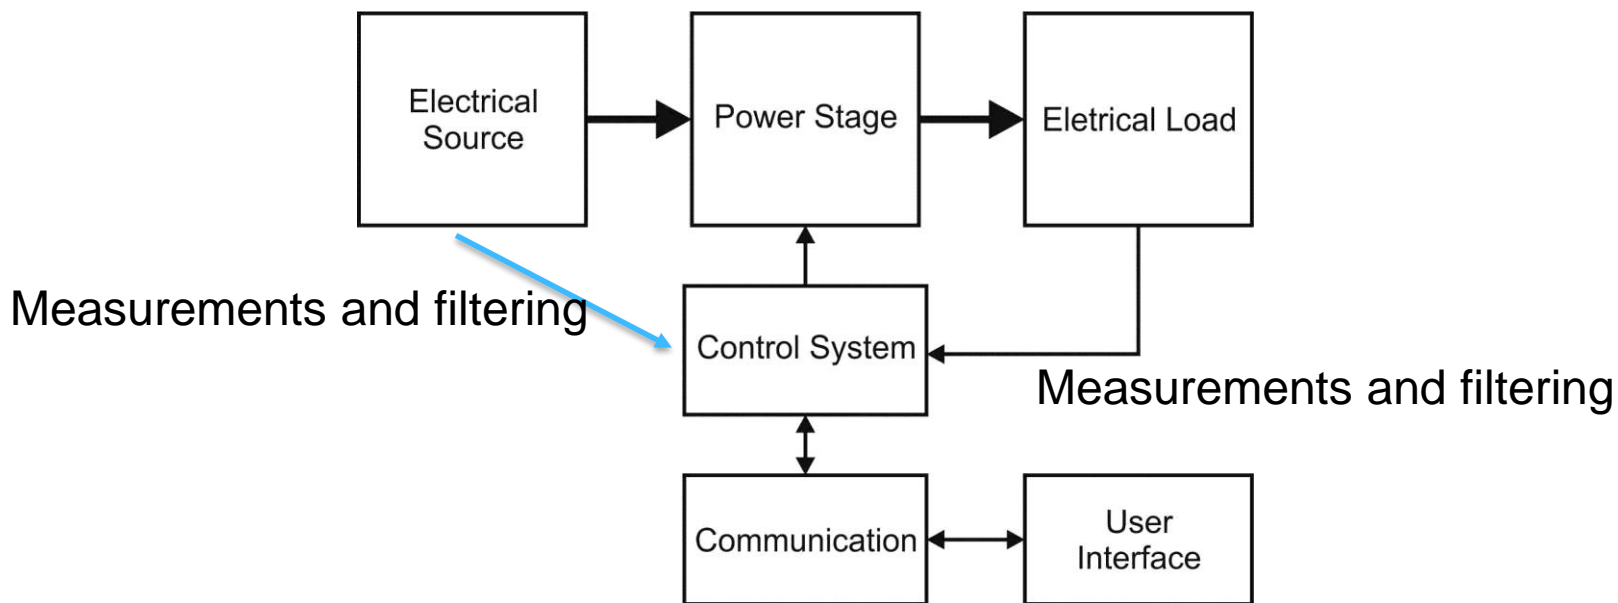 Electrical
Source
Power Stage
Eletrical Load
Measurements and filtering
Control System
Measurements and filtering
Communication
User
Interface